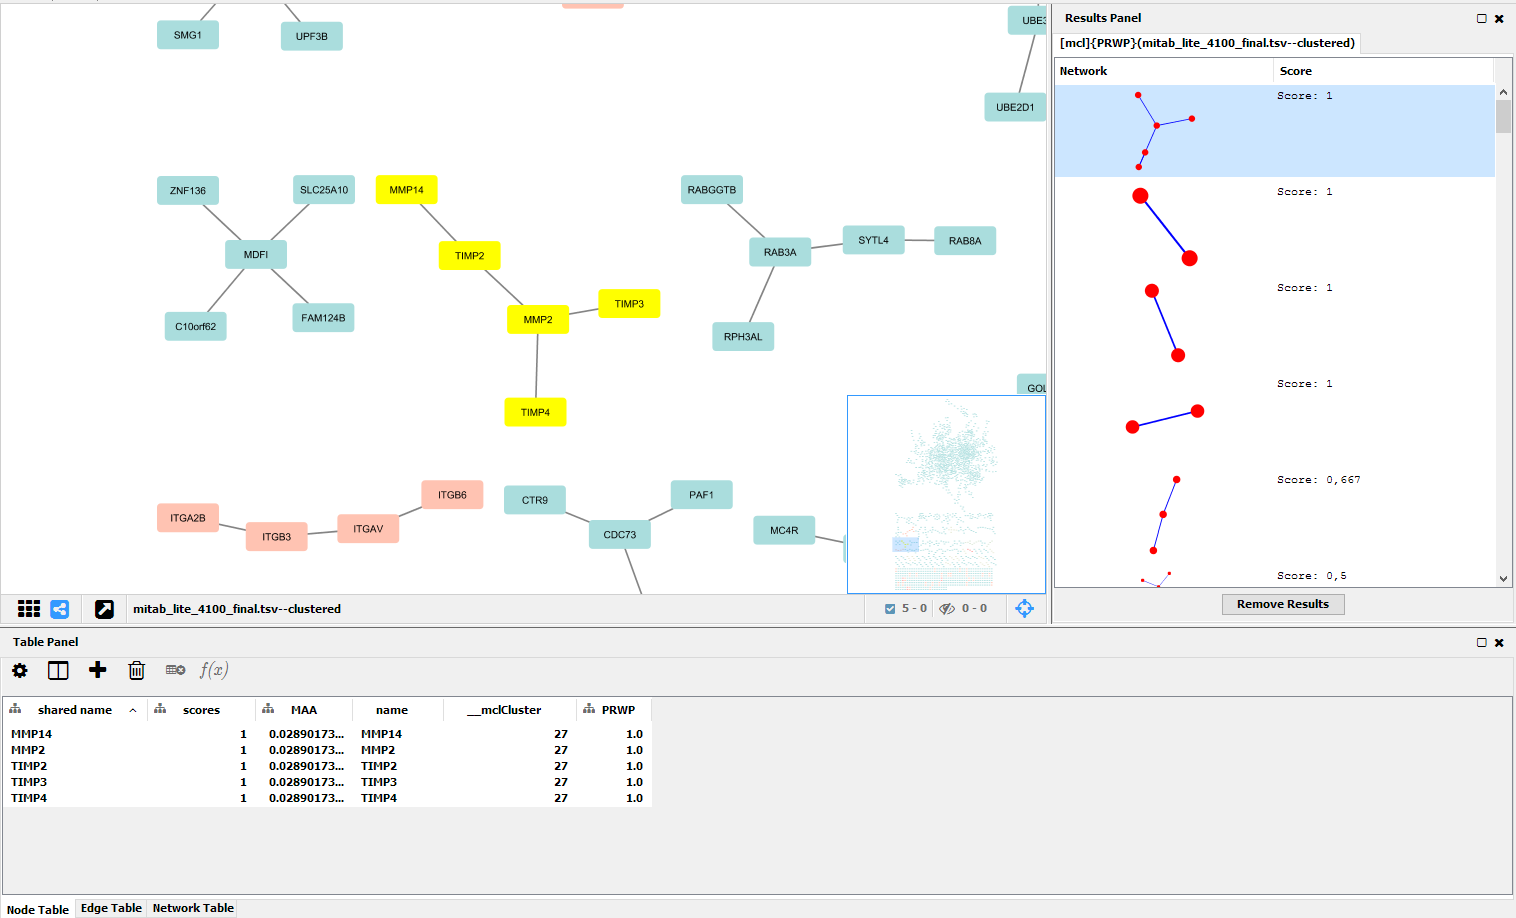 SMG1
UPF3B
UBE3
UBE2D1
ZNF136
SLC25A10
MMP14
RABGGTB
MDFI
TIMP2
RAB3A
SYTL4
RAB8A
C10orf62
FAM124B
MMP2
TIMP3
RPH3AL
TIMP4
GOL
ITGA2B
ITGB3
ITGAV
ITGB6
CTR9
PAF1
CDC73
MC4R
mitab_lite_4100_final.tsv--clustered
5 - 0
0 - 0
Results Panel
[mcl]{PRWP}(mitab_lite_4100_final.tsv--clustered)
Network Score
Score: 1
Score: 1
Score: 1
Score: 1
Score: 0,667
Score: 0,5
Remove Results
Table Panel
f(x)
shared name scores MAA name __mclCluster PRWP
MMP14 1 0.02890173... MMP14 27 1.0
MMP2 1 0.02890173... MMP2 27 1.0
TIMP2 1 0.02890173... TIMP2 27 1.0
TIMP3 1 0.02890173... TIMP3 27 1.0
TIMP4 1 0.02890173... TIMP4 27 1.0
Node Table Edge Table Network Table